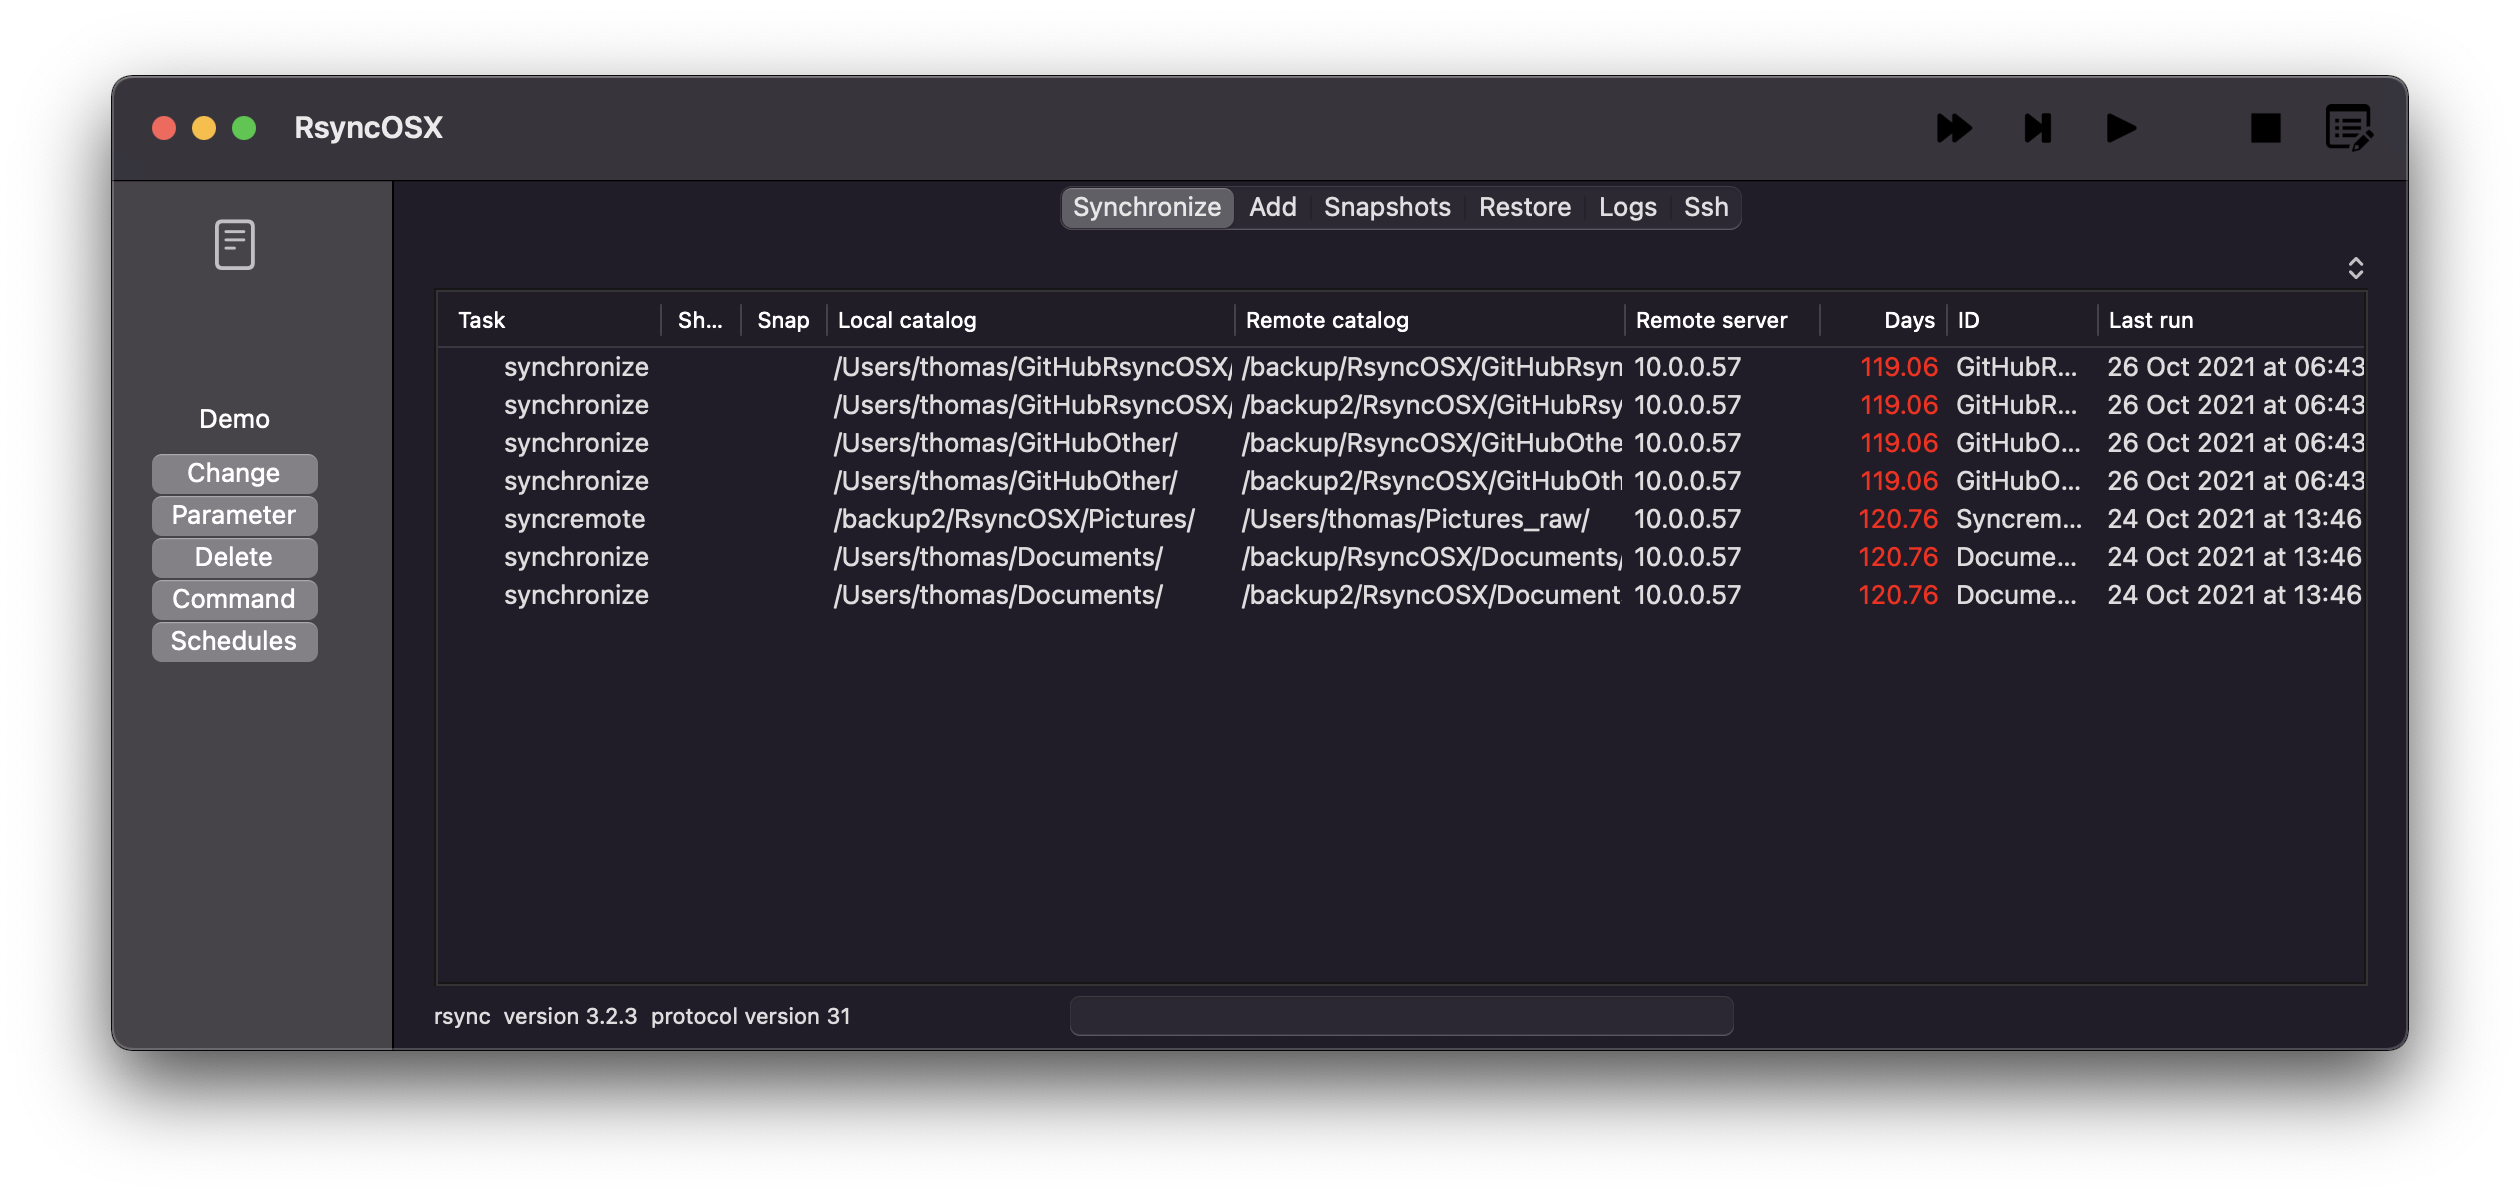 RsyncOSX
Synchronize Add Snapshots Restore Logs Ssh
Demo
Change
Parameter
Delete
Command
Schedules
Task Sh... Snap Local catalog Remote catalog Remote server Days ID Last run
synchronize /Users/thomas/GitHubRsyncOSX/ /backup/RsyncOSX/GitHubRsyn 10.0.0.57 119.06 GitHubR... 26 Oct 2021 at 06:43
synchronize /Users/thomas/GitHubRsyncOSX/ /backup2/RsyncOSX/GitHubRsy 10.0.0.57 119.06 GitHubR... 26 Oct 2021 at 06:43
synchronize /Users/thomas/GitHubOther/ /backup/RsyncOSX/GitHubOthe 10.0.0.57 119.06 GitHubO... 26 Oct 2021 at 06:43
synchronize /Users/thomas/GitHubOther/ /backup2/RsyncOSX/GitHubOth 10.0.0.57 119.06 GitHubO... 26 Oct 2021 at 06:43
syncremote /backup2/RsyncOSX/Pictures/ /Users/thomas/Pictures_raw/ 10.0.0.57 120.76 Syncrem... 24 Oct 2021 at 13:46
synchronize /Users/thomas/Documents/ /backup/RsyncOSX/Documents/ 10.0.0.57 120.76 Docume... 24 Oct 2021 at 13:46
synchronize /Users/thomas/Documents/ /backup2/RsyncOSX/Document 10.0.0.57 120.76 Docume... 24 Oct 2021 at 13:46
rsync version 3.2.3 protocol version 31